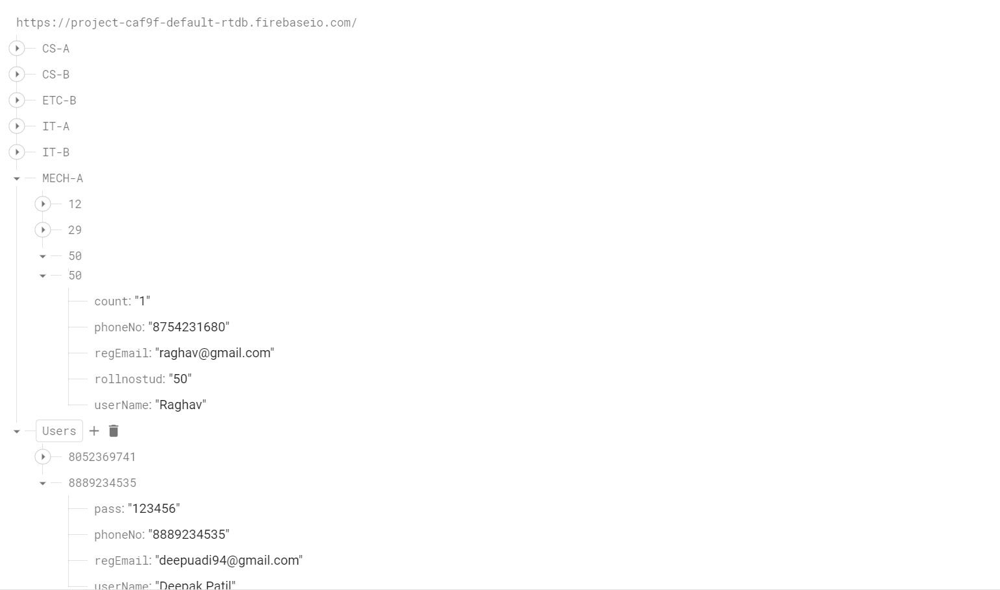 https://project-caf9f-default-rtdb.firebaseio.com/
CS-A
CS-B
ETC-B
IT-A
IT-B
MECH-A
12
29
50
50
count: "1"
phoneNo: "8754231680"
regEmail: "raghav@gmail.com"
rollnostud: "50"
userName: "Raghav"
Users
8052369741
8889234535
pass: "123456"
phoneNo: "8889234535"
regEmail: "deepuadi94@gmail.com"
userName: "Deepak Patil"